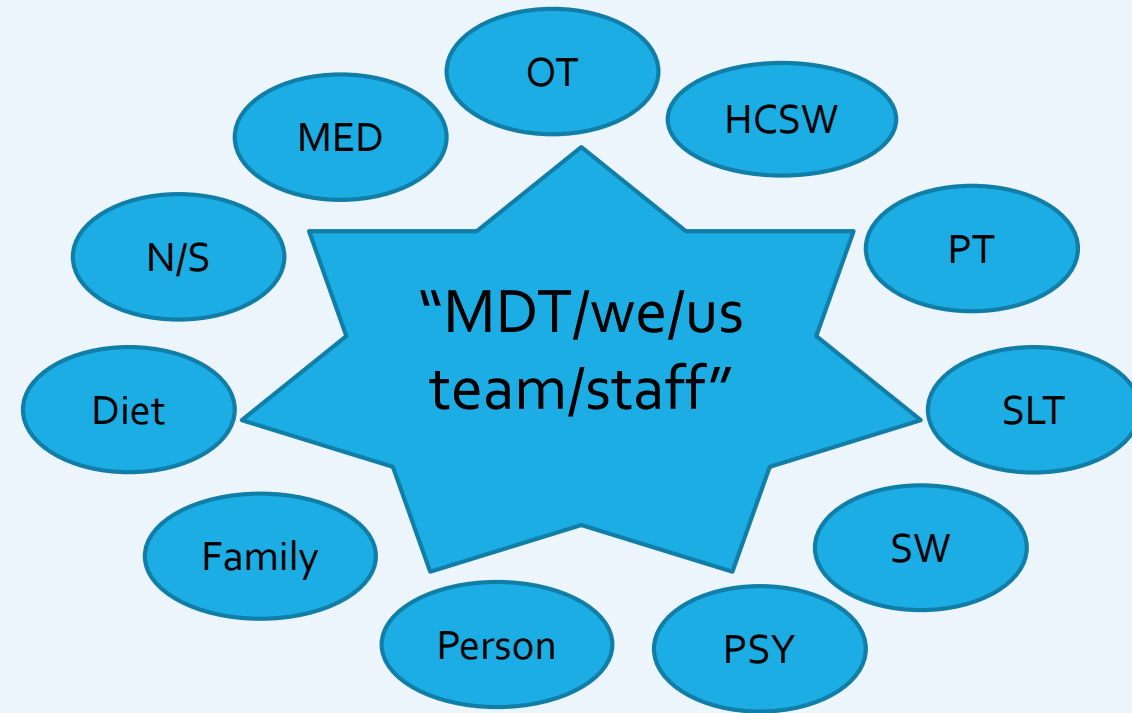 OT
HCSW
MED
PT
N/S
“MDT/we/us
team/staff”
Diet
SLT
SW
Family
Person
PSY